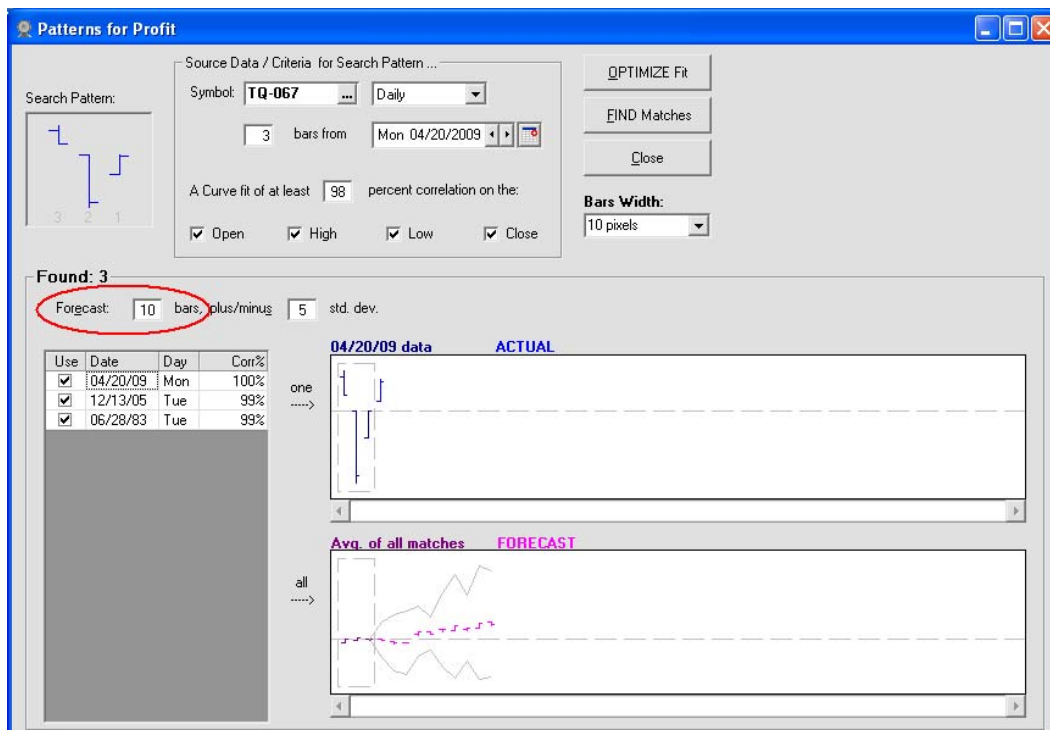 Patterns for Profit
Source Data / Criteria for Search Pattern ...
Symbol: TQ-067 ... Daily
3 bars from Mon 04/20/2009
A Curve fit of at least 98 percent correlation on the:
Open High Low Close
Search Pattern:
3 2 1
OPTIMIZE Fit
FIND Matches
Close
Bars Width:
10 pixels
Found: 3
Forecast: 10 bars, plus/minus 5 std. dev.
Use Date Day Corr%
04/20/09 Mon 100%
12/13/05 Tue 99%
06/28/83 Tue 99%
one
---->
04/20/09 data ACTUAL
all
---->
Avg. of all matches FORECAST